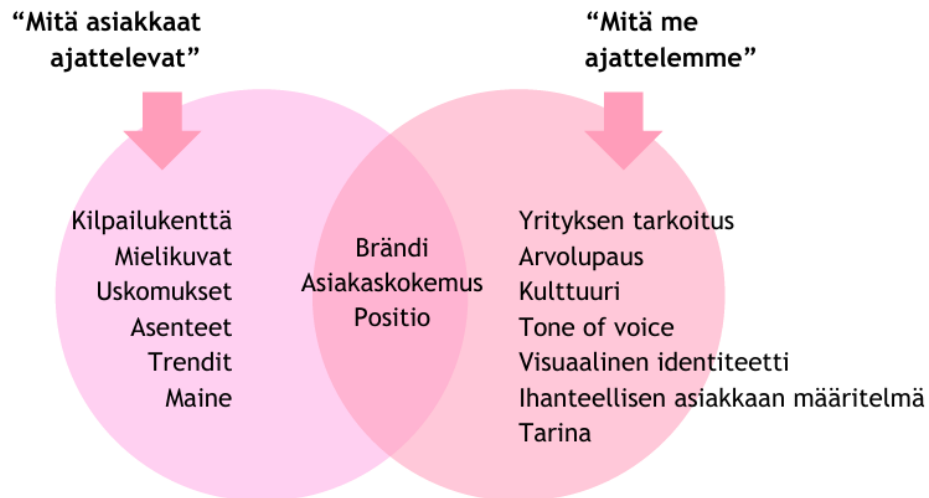 “Mitä asiakkaat
ajattelevat”
“Mitä me
ajattelemme”
Kilpailukenttä
Mielikuvat
Uskomukset
Asenteet
Trendit
Maine
Brändi
Asiakaskokemus
Positio
Yrityksen tarkoitus
Arvolupaus
Kulttuuri
Tone of voice
Visuaalinen identiteetti
Ihanteellisen asiakkaan määritelmä
Tarina